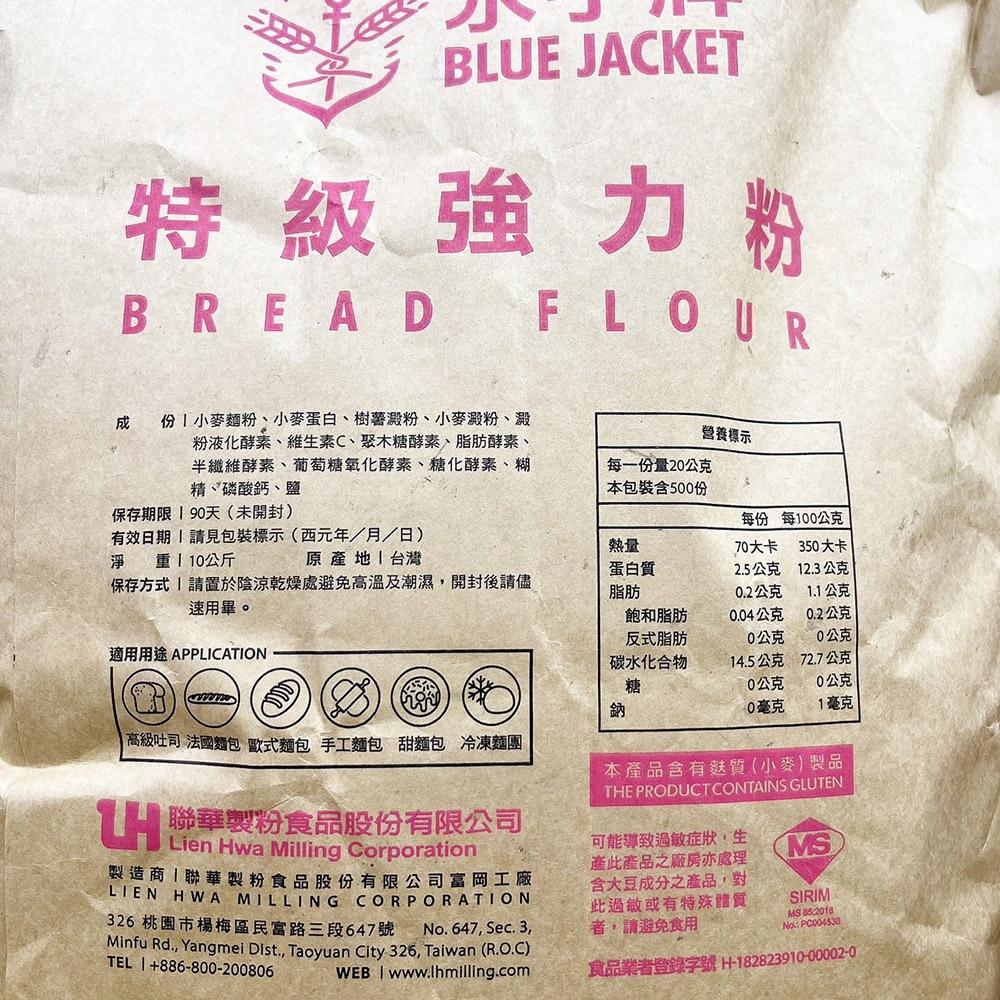 水手牌
BLUE JACKET
特級強力粉
BREAD FLOUR
成 份｜小麥麵粉、小麥蛋白、樹薯澱粉、小麥澱粉、澱
粉液化酵素、維生素C、聚木糖酵素、脂肪酵素、
半纖維酵素、葡萄糖氧化酵素、糖化酵素、糊
精、磷酸鈣、鹽
保存期限｜90天（未開封）
有效日期｜請見包裝標示（西元年／月／日）
淨 重｜10公斤 原產地｜台灣
保存方式｜請置於陰涼乾燥處避免高溫及潮濕，開封後請儘
速用畢。
適用用途 APPLICATION
高級吐司 法國麵包 歐式麵包 手工麵包 甜麵包 冷凍麵團
營養標示
每一份量20公克
本包裝含500份
每份 每100公克
熱量 70大卡 350大卡
蛋白質 2.5公克 12.3公克
脂肪 0.2公克 1.1公克
飽和脂肪 0.04公克 0.2公克
反式脂肪 0公克 0公克
碳水化合物 14.5公克 72.7公克
糖 0公克 0公克
鈉 0毫克 1毫克
本產品含有麩質（小麥）製品
THE PRODUCT CONTAINS GLUTEN
LH 聯華製粉食品股份有限公司
Lien Hwa Milling Corporation
製造商｜聯華製粉食品股份有限公司富岡工廠
LIEN HWA MILLING CORPORATION
326 桃園市楊梅區民富路三段647號 No. 647, Sec. 3,
Minfu Rd., Yangmei Dist., Taoyuan City 326, Taiwan (R.O.C)
TEL｜+886-800-200806 WEB｜www.lhmilling.com
可能導致過敏症狀，生
產此產品之廠房亦處理
含大豆成分之產品，對
此過敏或有特殊體質
者，請避免食用
MS
SIRIM
MS 85:2018
No.: PC004530
食品業者登錄字號 H-182823910-00002-0